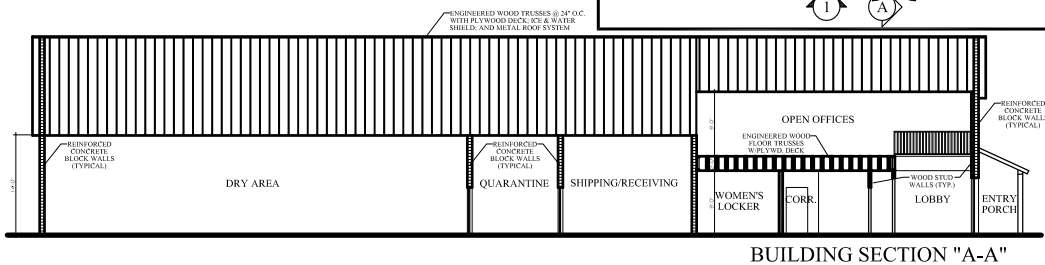 ENGINEERED WOOD TRUSSES @ 24" O.C.
WITH PLYWOOD DECK; ICE & WATER
SHIELD; AND METAL ROOF SYSTEM
1
A
REINFORCED
CONCRETE
BLOCK WALLS
(TYPICAL)
DRY AREA
REINFORCED
CONCRETE
BLOCK WALLS
(TYPICAL)
QUARANTINE
SHIPPING/RECEIVING
OPEN OFFICES
ENGINEERED WOOD
FLOOR TRUSSES
W/PLYWD. DECK
WOMEN'S
LOCKER
CORR.
WOOD STUD
WALLS (TYP.)
LOBBY
ENTRY
PORCH
REINFORCED
CONCRETE
BLOCK WALLS
(TYPICAL)
BUILDING SECTION "A-A"